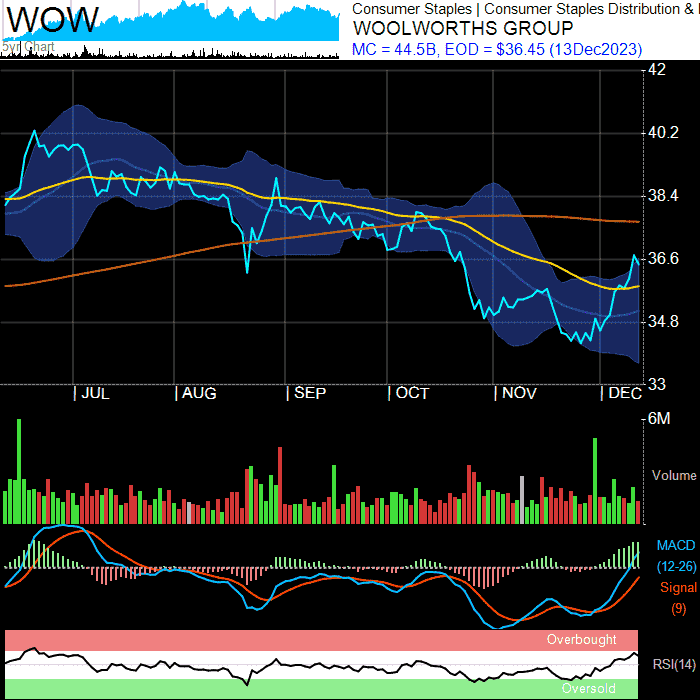 WOW
5yr Chart
Consumer Staples | Consumer Staples Distribution &
WOOLWORTHS GROUP
MC = 44.5B, EOD = $36.45 (13Dec2023)
42
40.2
38.4
36.6
34.8
33
| JUL | AUG | SEP | OCT | NOV | DEC
6M
Volume
MACD
(12-26)
Signal
(9)
Overbought
RSI(14)
Oversold